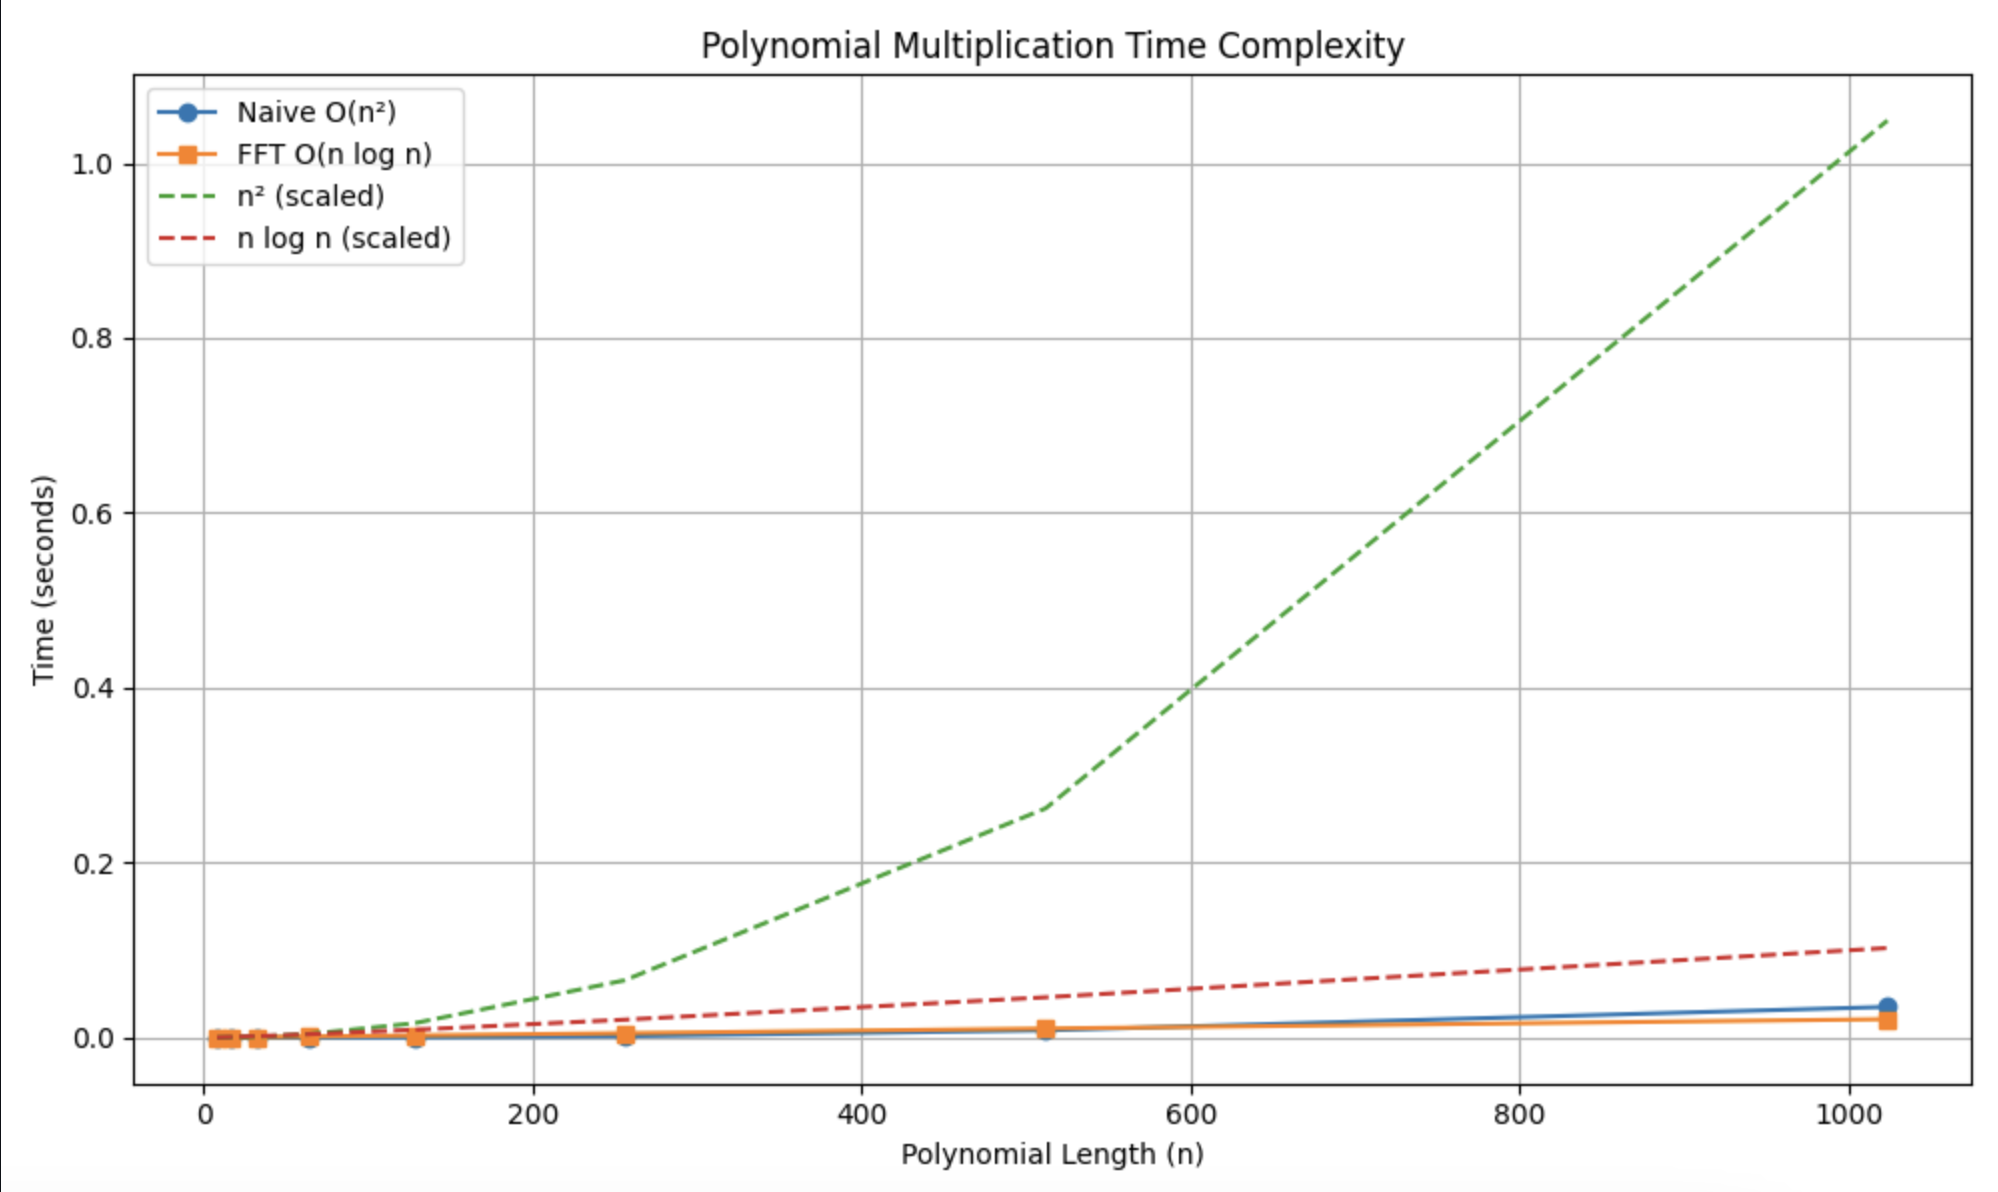 Polynomial Multiplication Time Complexity
Naive O(n²)
FFT O(n log n)
n² (scaled)
n log n (scaled)
Time (seconds)
1.0
0.8
0.6
0.4
0.2
0.0
0 200 400 600 800 1000
Polynomial Length (n)